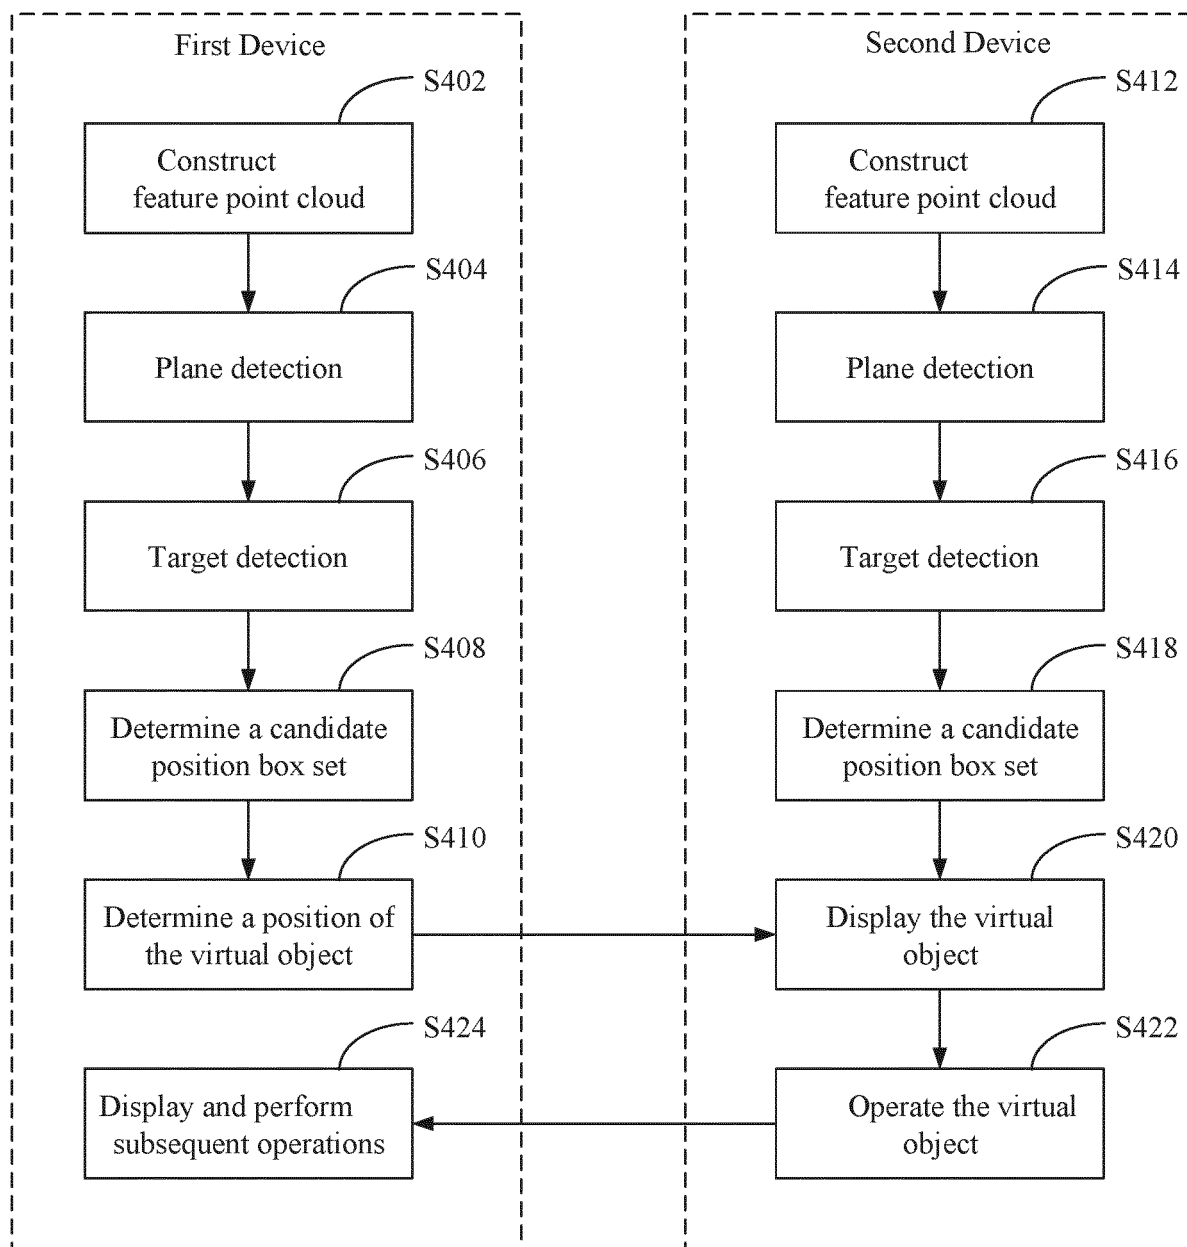 First Device
S402
Construct
feature point cloud
S404
Plane detection
S406
Target detection
S408
Determine a candidate
position box set
S410
Determine a position of
the virtual object
S424
Display and perform
subsequent operations
Second Device
S412
Construct
feature point cloud
S414
Plane detection
S416
Target detection
S418
Determine a candidate
position box set
S420
Display the virtual
object
S422
Operate the virtual
object